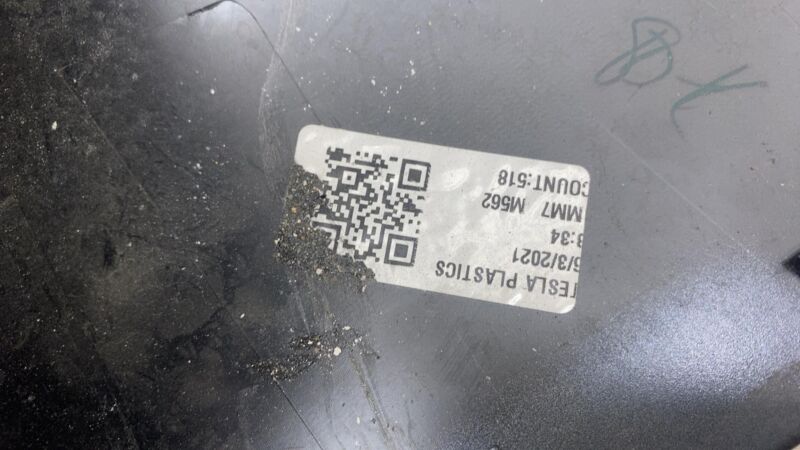 TESLA PLASTICS
5/3/2021
3:34
MM7 M562
COUNT:518